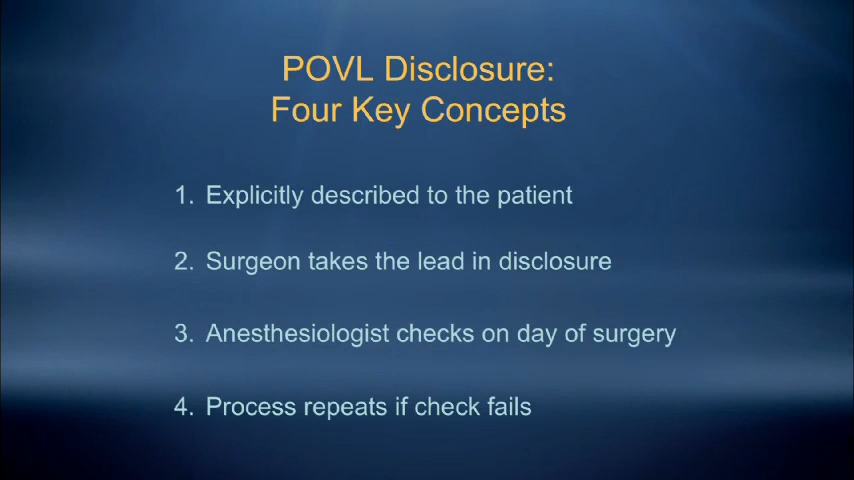 POVL Disclosure:
Four Key Concepts
1. Explicitly described to the patient
2. Surgeon takes the lead in disclosure
3. Anesthesiologist checks on day of surgery
4. Process repeats if check fails